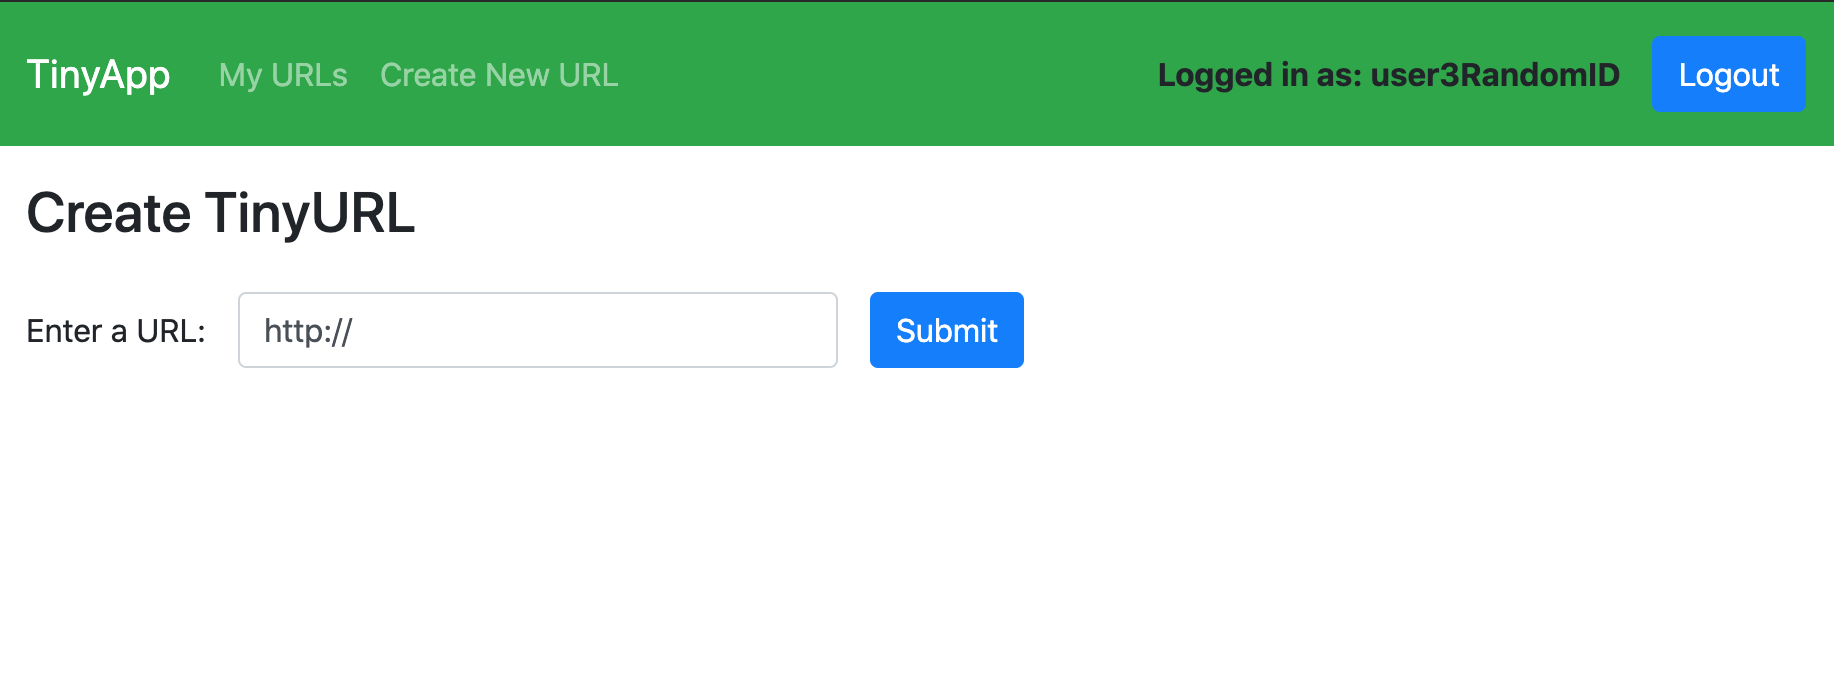 TinyApp My URLs Create New URL Logged in as: user3RandomID Logout
Create TinyURL
Enter a URL: http:// Submit